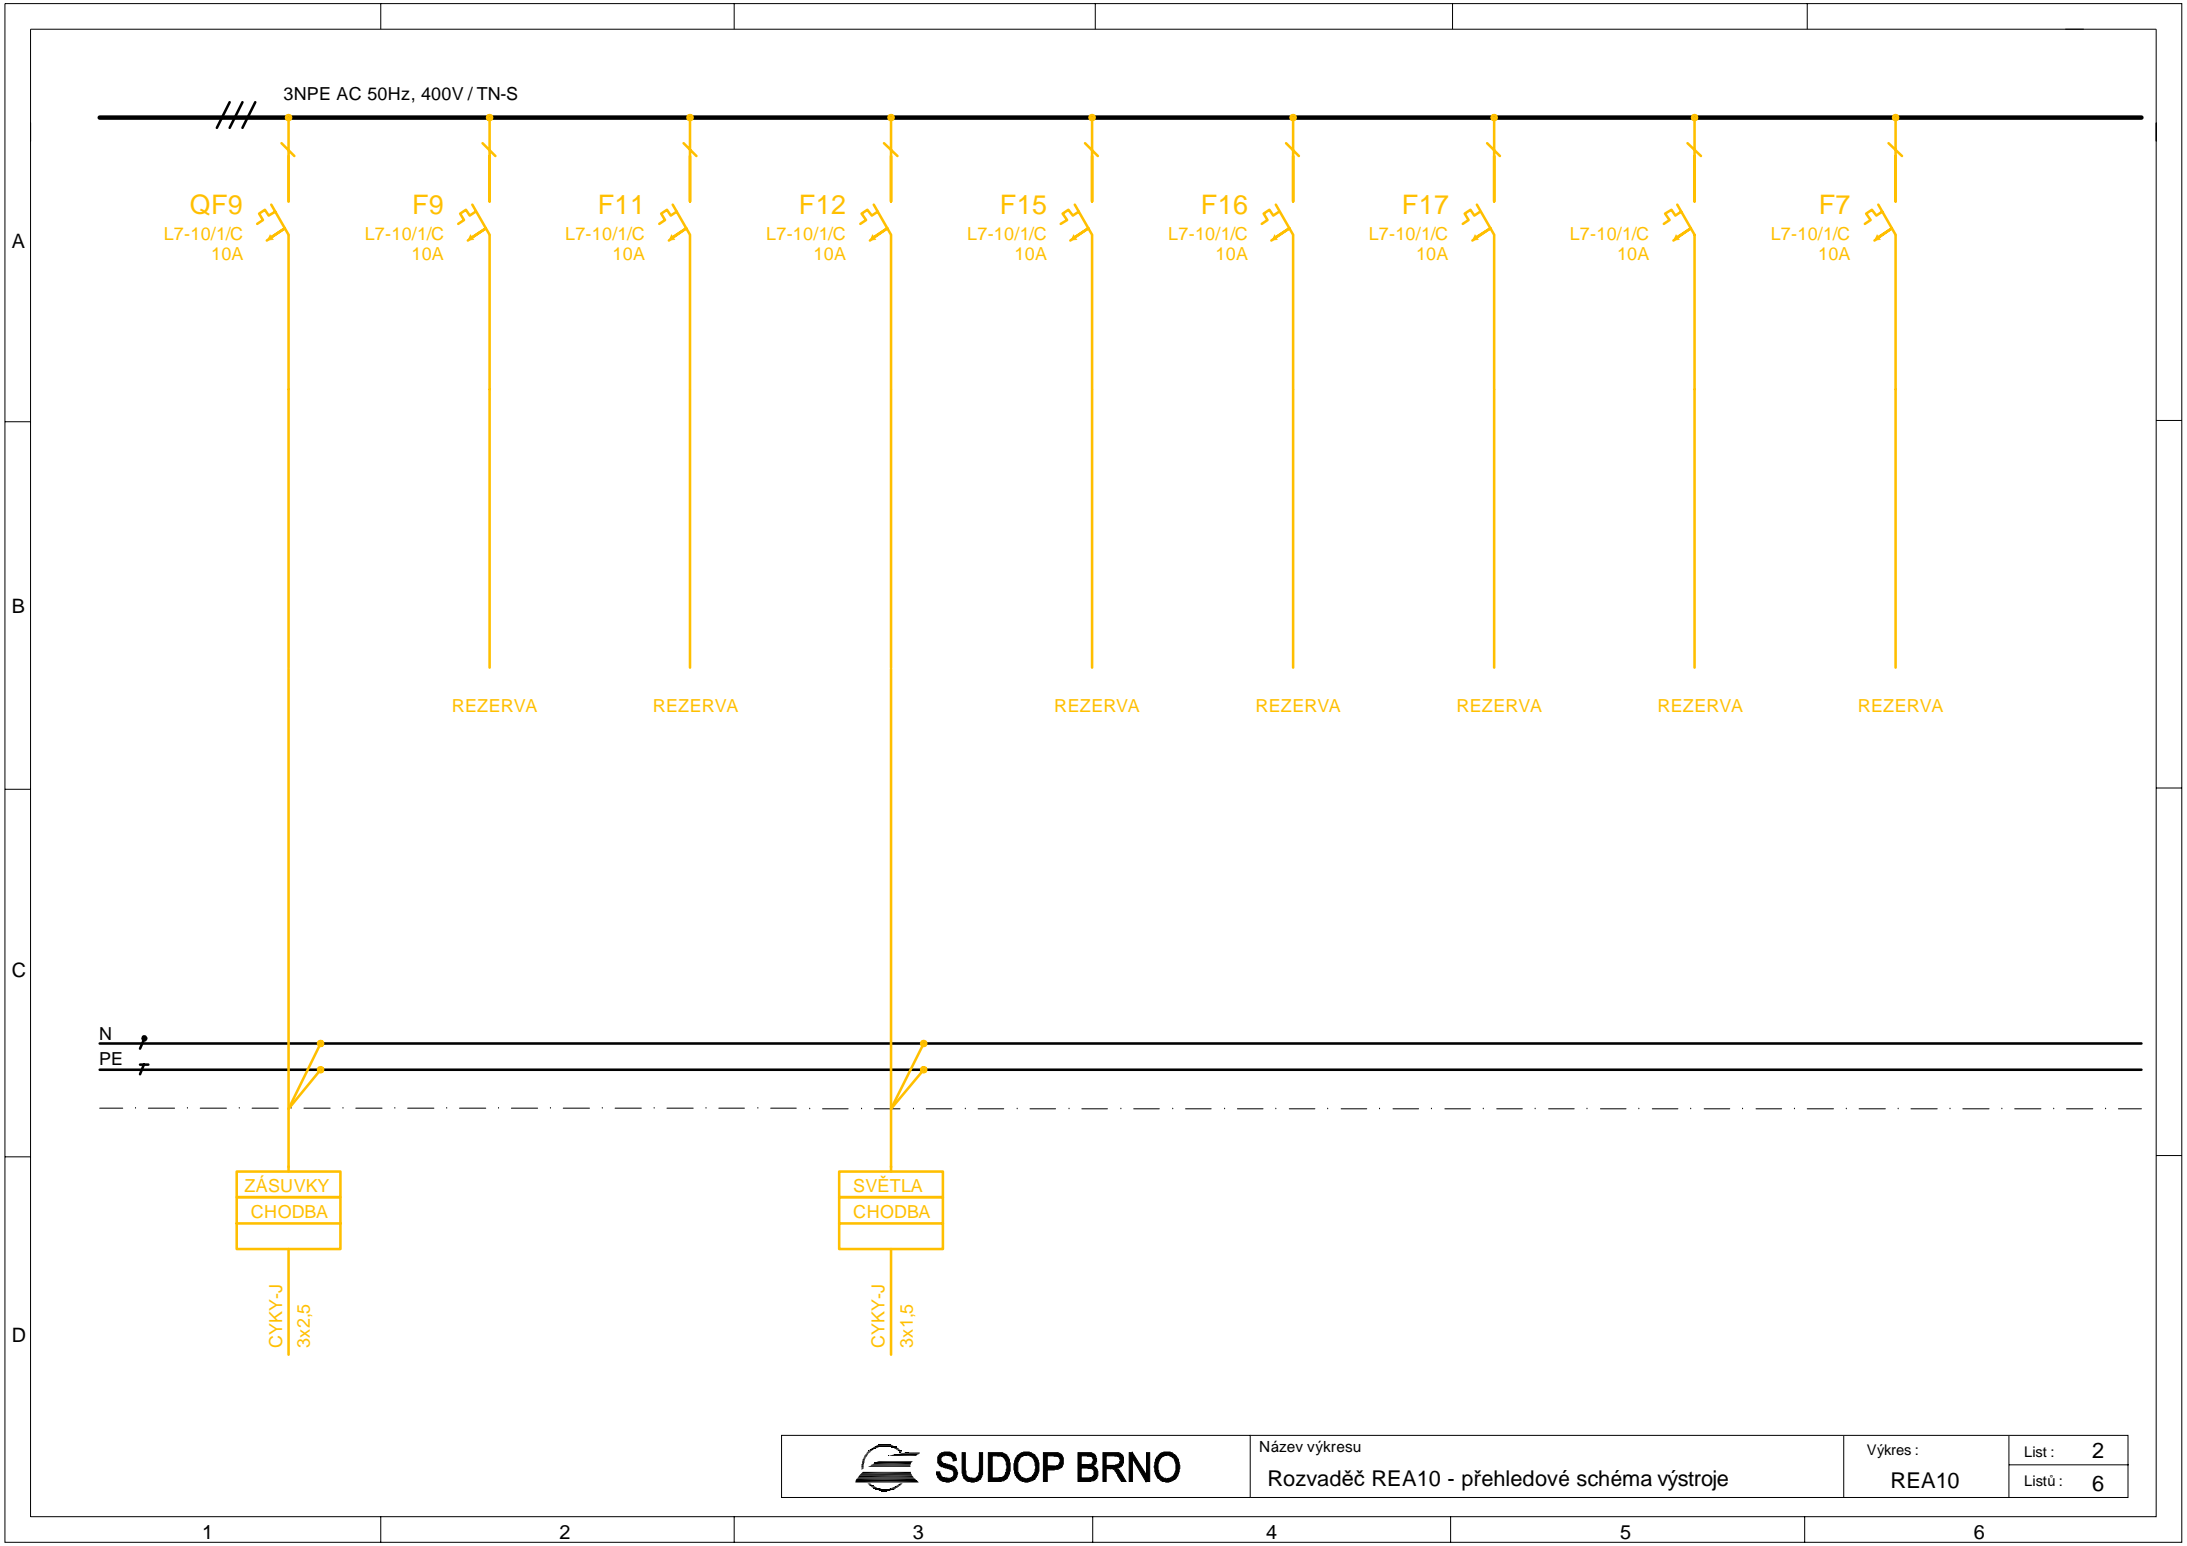 3NPE AC 50Hz, 400V / TN-S
QF9
L7-10/1/C
10A
F9
L7-10/1/C
10A
F11
L7-10/1/C
10A
F12
L7-10/1/C
10A
F15
L7-10/1/C
10A
F16
L7-10/1/C
10A
F17
L7-10/1/C
10A
L7-10/1/C
10A
F7
L7-10/1/C
10A
A
B
REZERVA
REZERVA
REZERVA
REZERVA
REZERVA
REZERVA
REZERVA
C
N
PE
ZÁSUVKY
CHODBA
SVĚTLA
CHODBA
CYKY-J
3x2,5
CYKY-J
3x1,5
D
SUDOP BRNO
Název výkresu
Rozvaděč REA10 - přehledové schéma výstroje
Výkres :
REA10
List : 2
Listů : 6
1 2 3 4 5 6